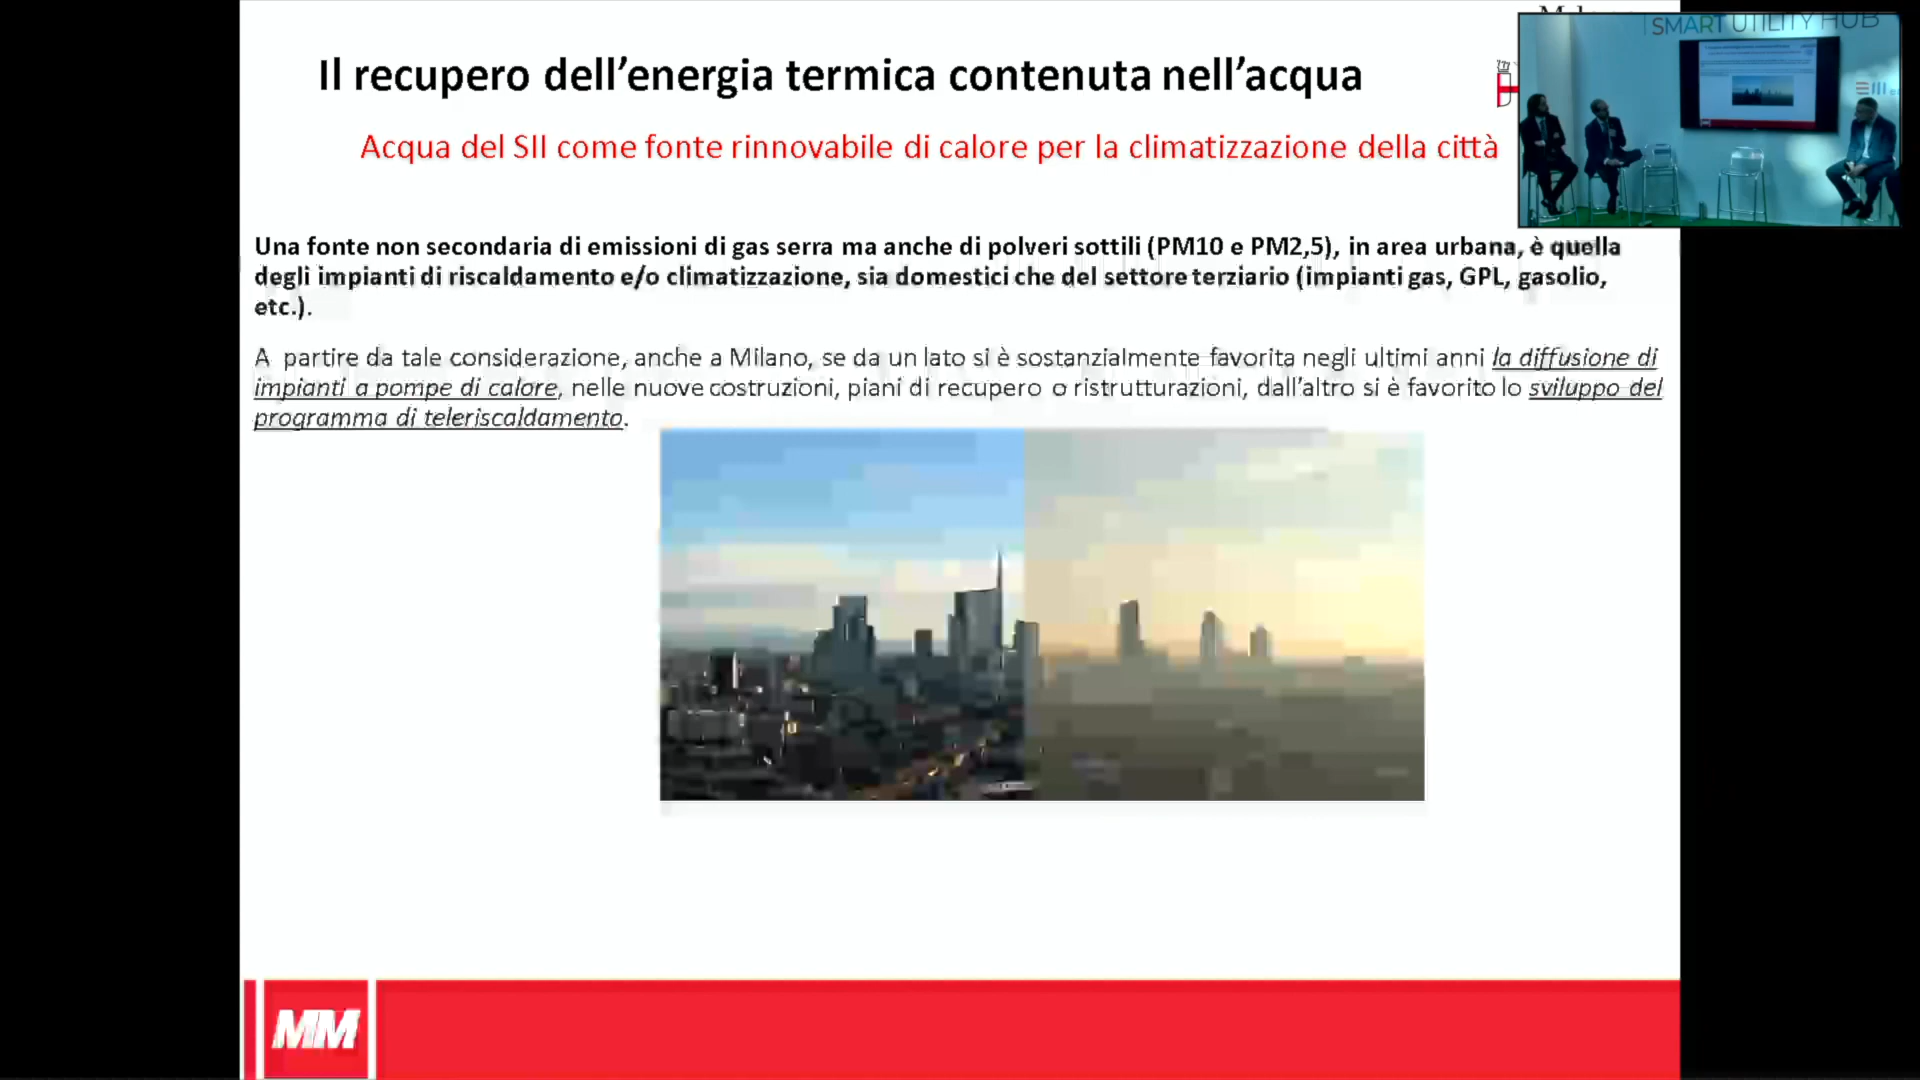 Il recupero dell’energia termica contenuta nell’acqua
Acqua del SII come fonte rinnovabile di calore per la climatizzazione della città
SMART UTILITY HUB
Una fonte non secondaria di emissioni di gas serra ma anche di polveri sottili (PM10 e PM2,5), in area urbana, è quella
degli impianti di riscaldamento e/o climatizzazione, sia domestici che del settore terziario (impianti gas, GPL, gasolio,
etc.).
A partire da tale considerazione, anche a Milano, se da un lato si è sostanzialmente favorita negli ultimi anni la diffusione di
impianti a pompe di calore, nelle nuove costruzioni, piani di recupero o ristrutturazioni, dall’altro si è favorito lo sviluppo del
programma di teleriscaldamento.
MM